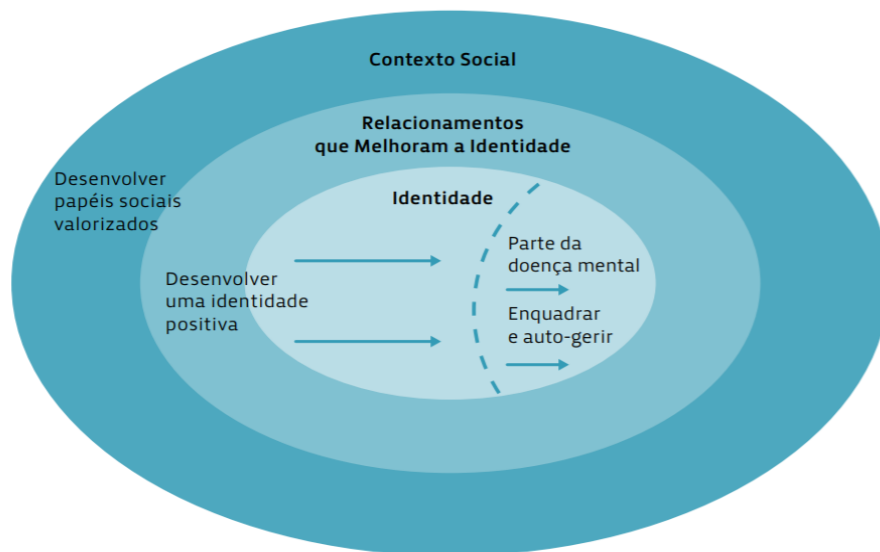 Contexto Social
Relacionamentos
que Melhoram a Identidade
Desenvolver
papéis sociais
valorizados
Identidade
Desenvolver
uma identidade
positiva
Parte da
doença mental
Enquadrar
e auto-gerir